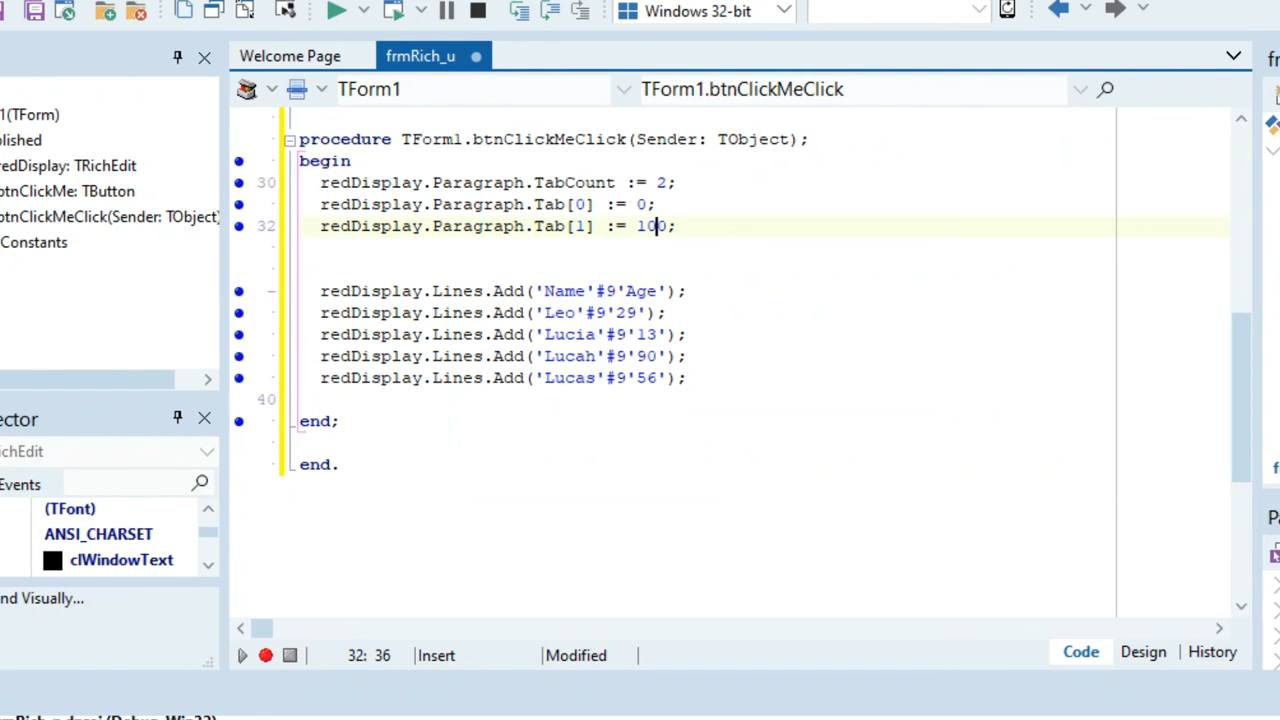 Windows 32-bit
Welcome Page
frmRich_u
TForm1
TForm1.btnClickMeClick
1(TForm)
blished
redDisplay: TRichEdit
btnClickMe: TButton
btnClickMeClick(Sender: TObject)
Constants
procedure TForm1.btnClickMeClick(Sender: TObject);
begin
30 redDisplay.Paragraph.TabCount := 2;
redDisplay.Paragraph.Tab[0] := 0;
32 redDisplay.Paragraph.Tab[1] := 100;
redDisplay.Lines.Add('Name'#9'Age');
redDisplay.Lines.Add('Leo'#9'29');
redDisplay.Lines.Add('Lucia'#9'13');
redDisplay.Lines.Add('Lucah'#9'90');
redDisplay.Lines.Add('Lucas'#9'56');
40
end;
end.
ector
ichEdit
Events
(TFont)
ANSI_CHARSET
clWindowText
nd Visually...
32: 36
Insert
Modified
Code
Design
History
fr
f
Pa